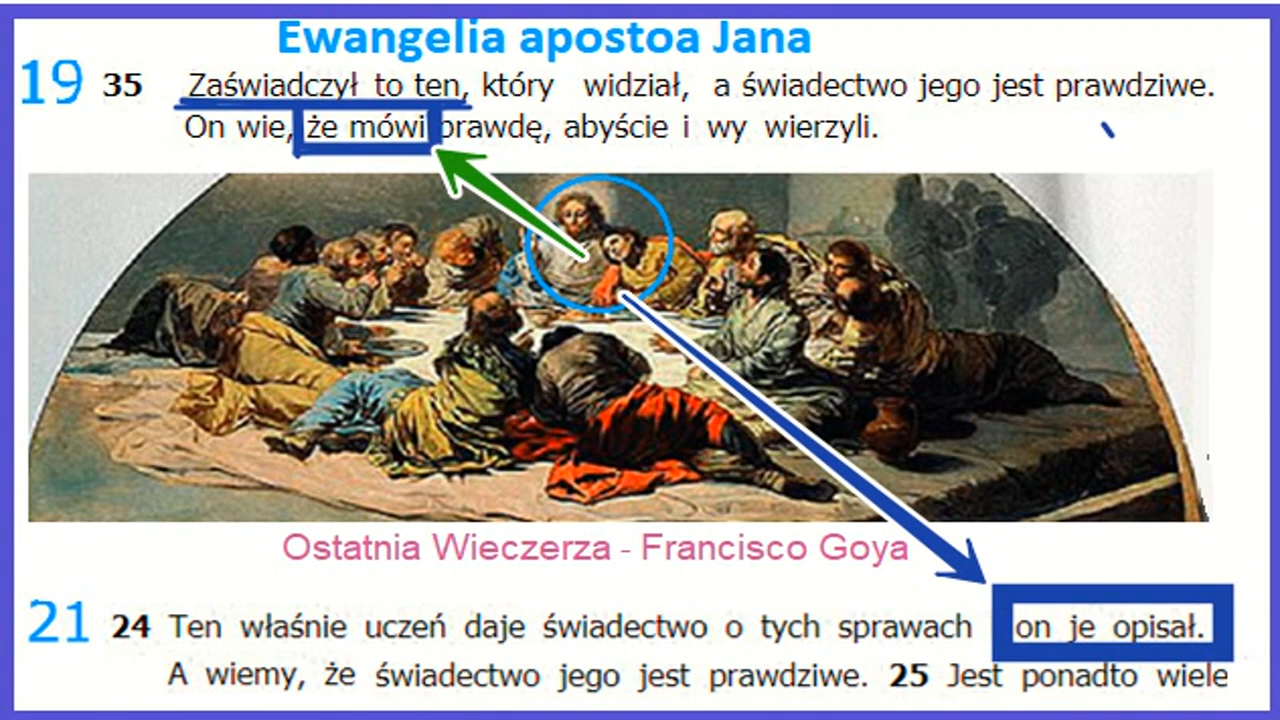 Ewangelia apostoa Jana
19 35 Zaświadczył to ten, który widział, a świadectwo jego jest prawdziwe.
On wie, że mówi prawdę, abyście i wy wierzyli.
Ostatnia Wieczerza - Francisco Goya
21 24 Ten właśnie uczeń daje świadectwo o tych sprawach on je opisał.
A wiemy, że świadectwo jego jest prawdziwe. 25 Jest ponadto wiele